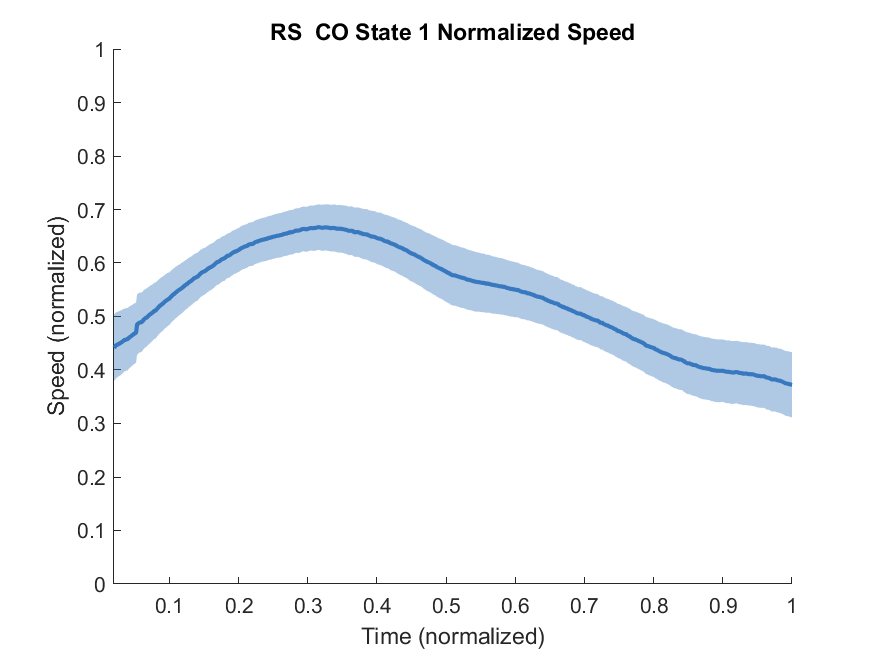 RS  CO State 1 Normalized Speed
1
0.9
0.8
0.7
0.6
0.5
0.4
0.3
0.2
0.1
0
Speed (normalized)
0.1 0.2 0.3 0.4 0.5 0.6 0.7 0.8 0.9 1
Time (normalized)